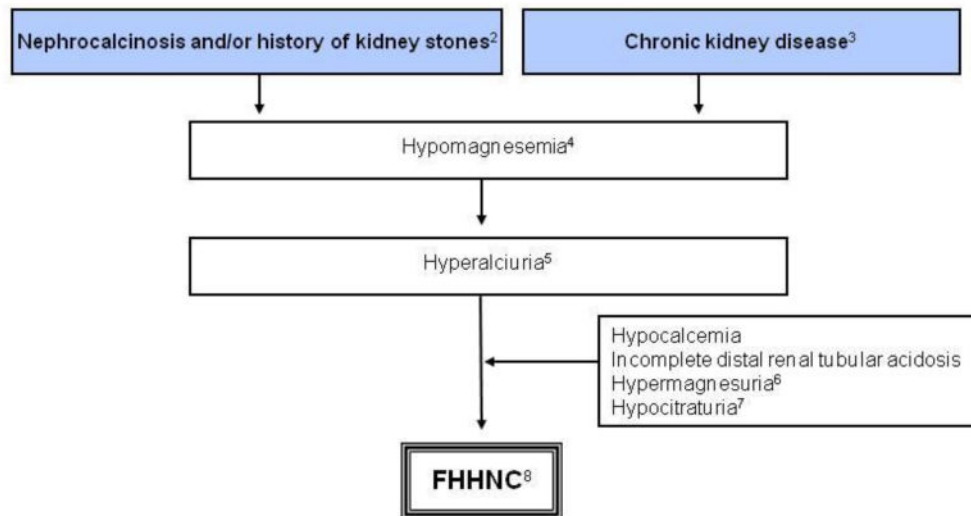 Nephrocalcinosis and/or history of kidney stones²
Chronic kidney disease³
Hypomagnesemia⁴
Hyperalciuria⁵
Hypocalcemia
Incomplete distal renal tubular acidosis
Hypermagnesuria⁶
Hypocitraturia⁷
FHHNC⁸